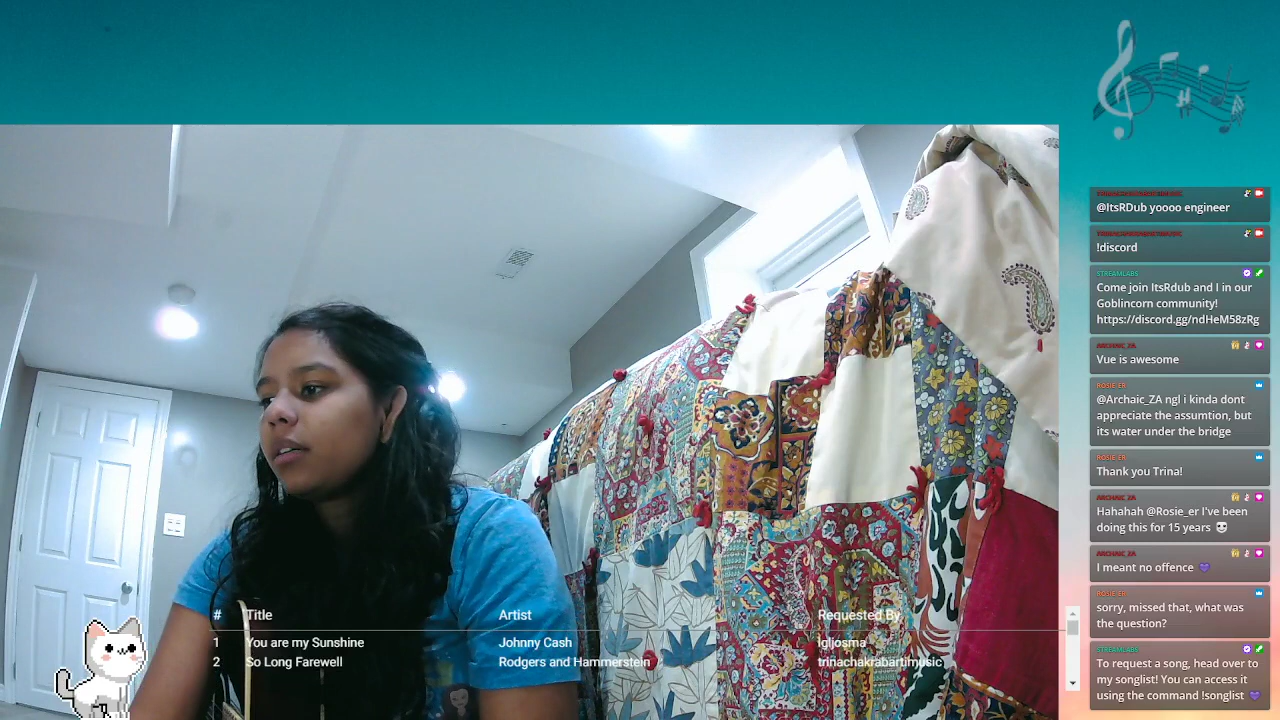 @ItsRDub yoooo engineer
!discord
STREAMLABS
Come join ItsRdub and I in our
Goblincorn community!
https://discord.gg/ndHeM58zRg
ARCHAIC_ZA
Vue is awesome
ROSIE_ER
@Archaic_ZA ngl i kinda dont
appreciate the assumtion, but
its water under the bridge
ROSIE_ER
Thank you Trina!
ARCHAIC_ZA
Hahahah @Rosie_er I've been
doing this for 15 years
ARCHAIC_ZA
I meant no offence 💜
ROSIE_ER
sorry, missed that, what was
the question?
STREAMLABS
To request a song, head over to
my songlist! You can access it
using the command !songlist 💜
# Title Artist Requested By
1 You are my Sunshine Johnny Cash lgljosma
2 So Long Farewell Rodgers and Hammerstein trinachakrabartimusic